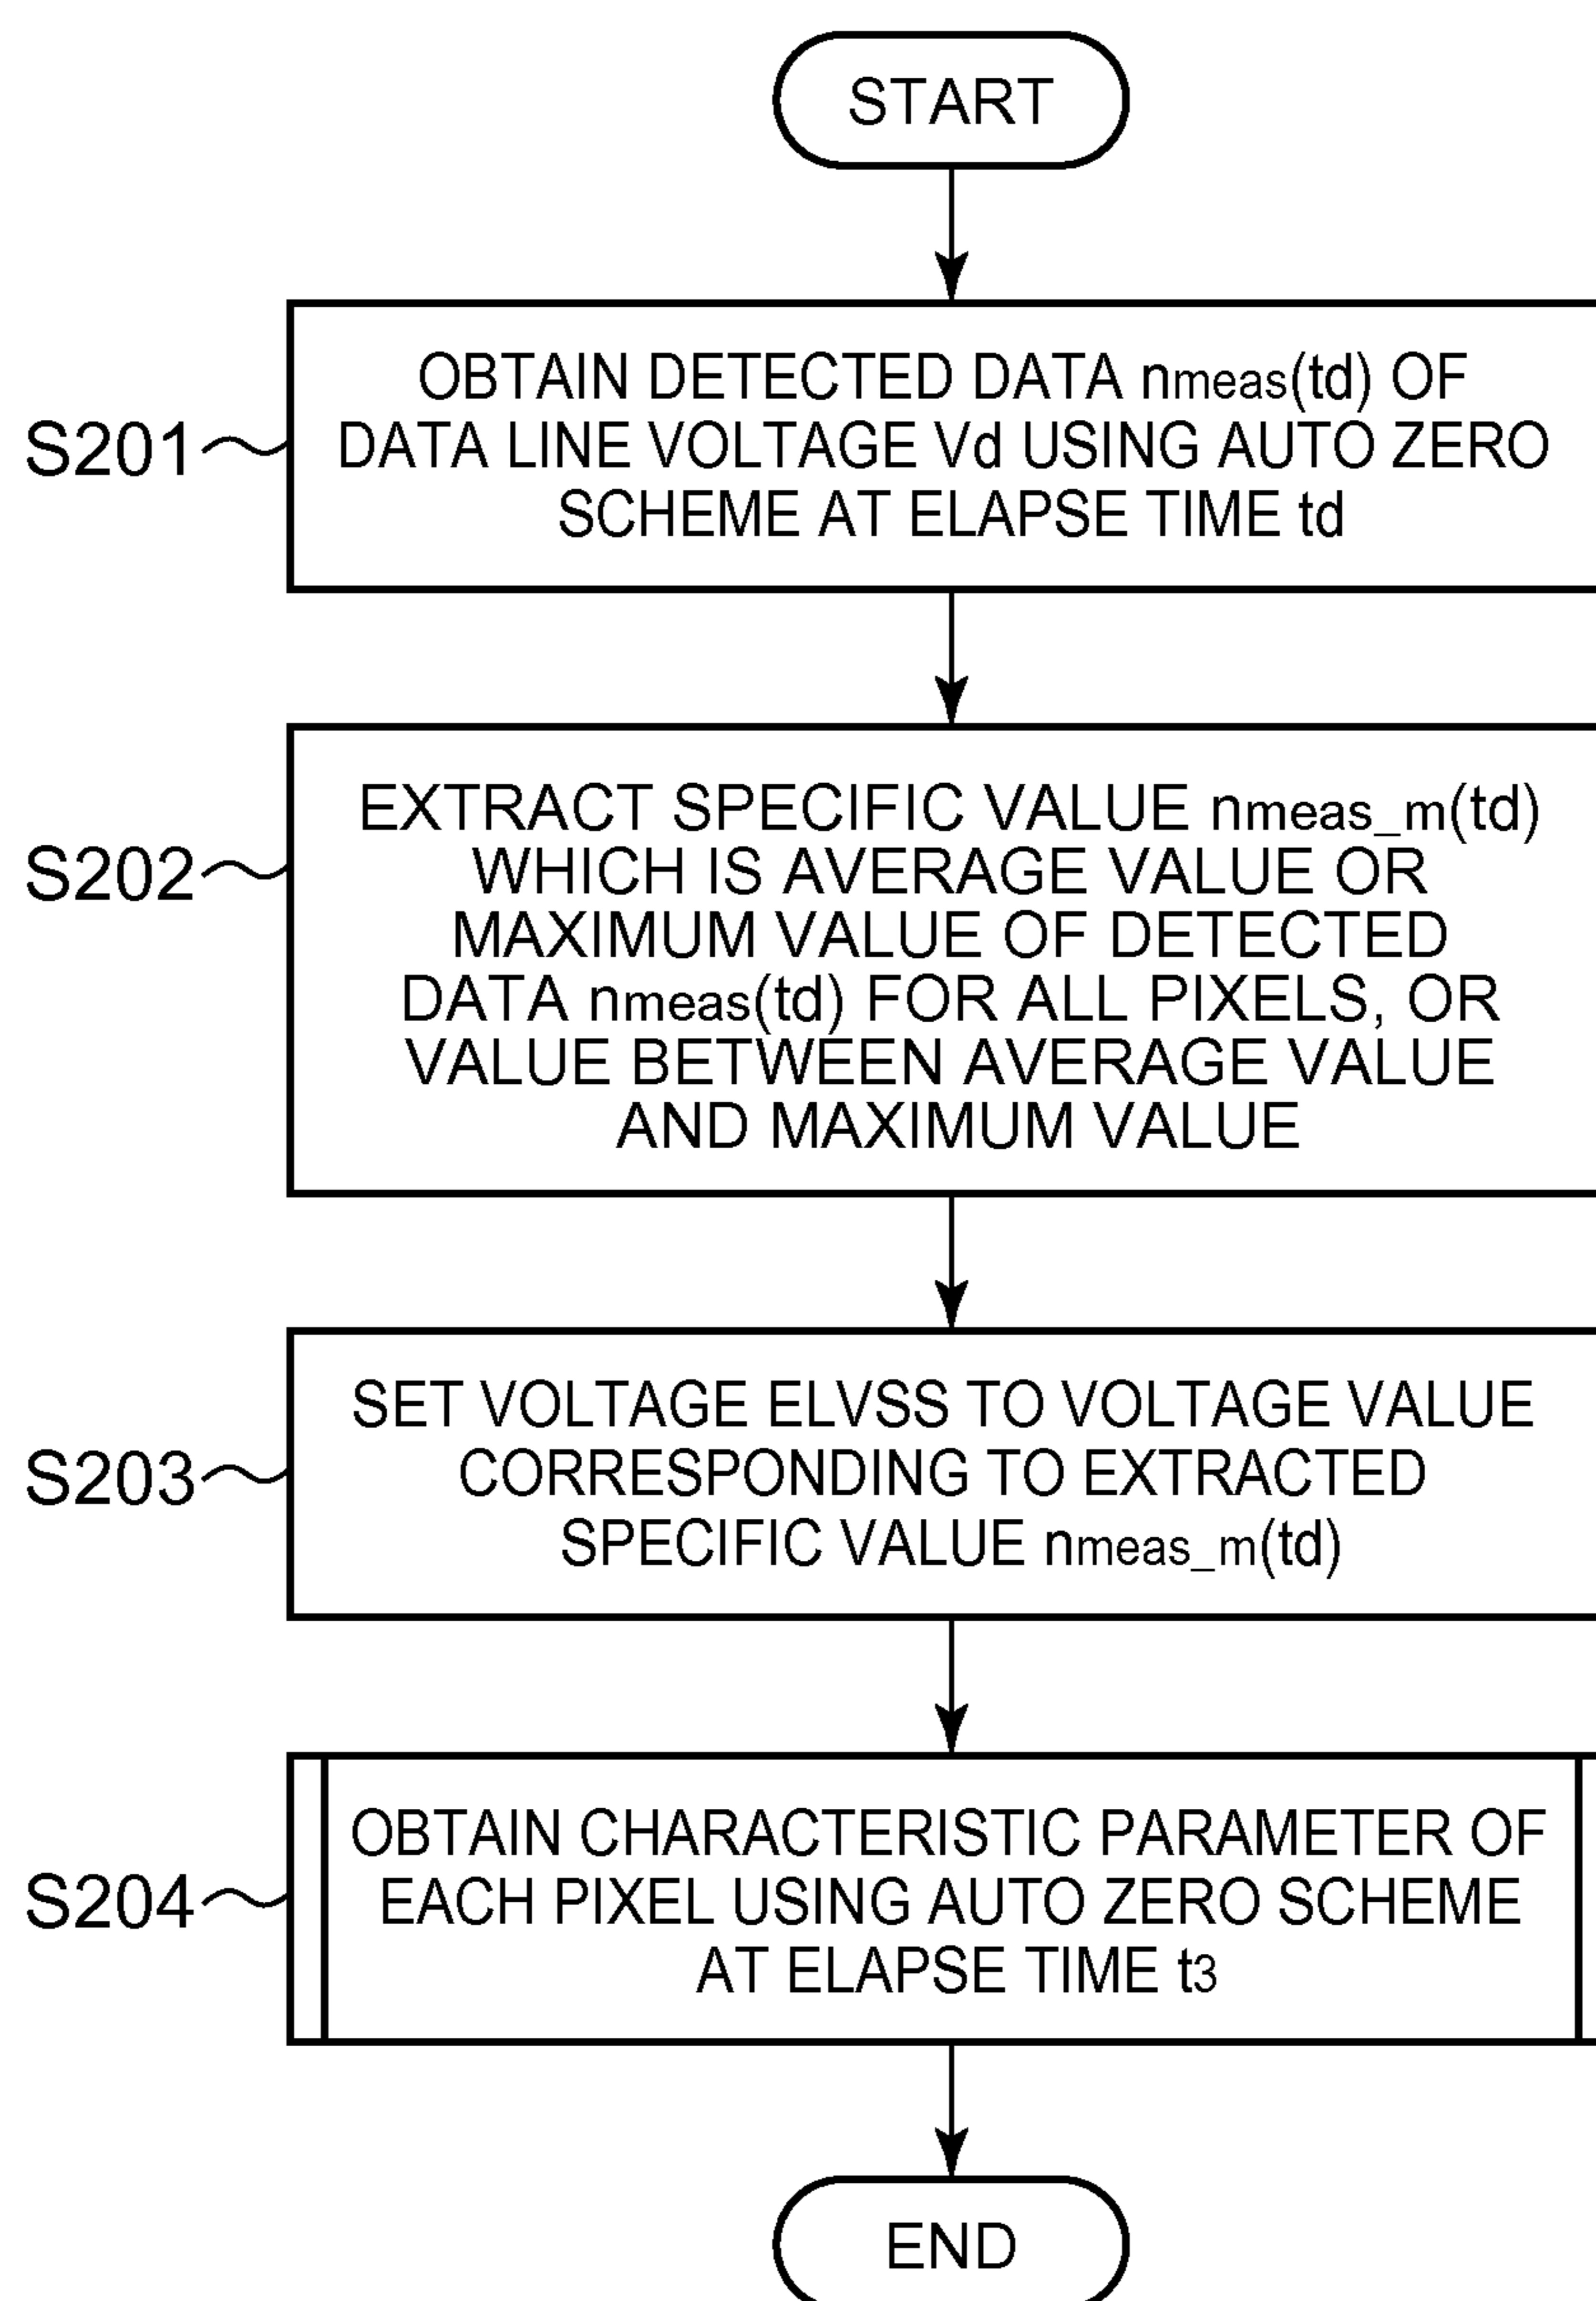 START
OBTAIN DETECTED DATA nmeas(td) OF
S201
DATA LINE VOLTAGE Vd USING AUTO ZERO
SCHEME AT ELAPSE TIME td
EXTRACT SPECIFIC VALUE nmeas_m(td)
S202
WHICH IS AVERAGE VALUE OR
MAXIMUM VALUE OF DETECTED
DATA nmeas(td) FOR ALL PIXELS, OR
VALUE BETWEEN AVERAGE VALUE
AND MAXIMUM VALUE
SET VOLTAGE ELVSS TO VOLTAGE VALUE
S203
CORRESPONDING TO EXTRACTED
SPECIFIC VALUE nmeas_m(td)
OBTAIN CHARACTERISTIC PARAMETER OF
S204
EACH PIXEL USING AUTO ZERO SCHEME
AT ELAPSE TIME t3
END